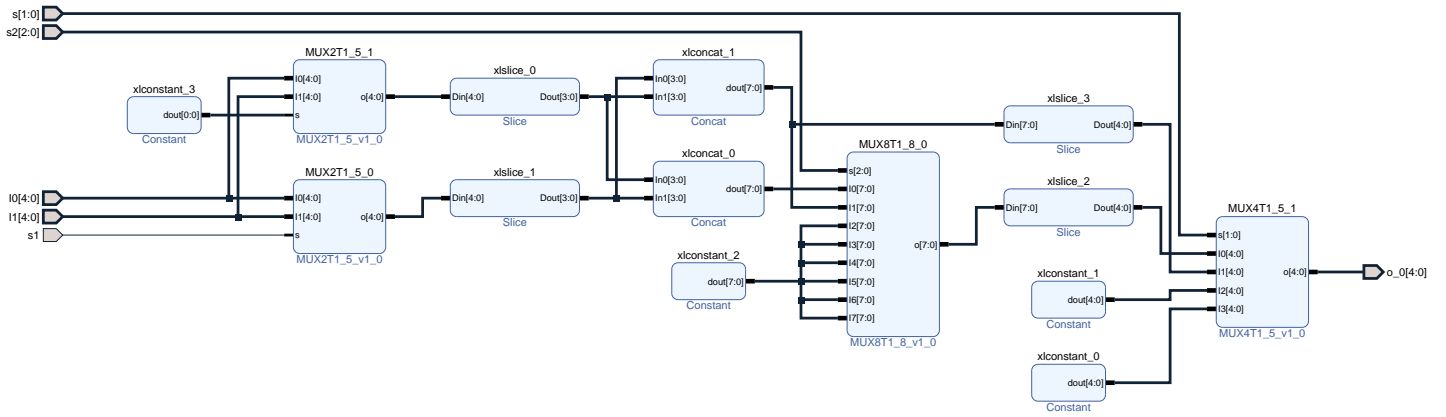 s[1:0]
s2[2:0]
I0[4:0]
I1[4:0]
s1
xlconstant_3
dout[0:0]
Constant
MUX2T1_5_1
I0[4:0]
I1[4:0]
s
o[4:0]
MUX2T1_5_v1_0
MUX2T1_5_0
I0[4:0]
I1[4:0]
s
o[4:0]
MUX2T1_5_v1_0
xlslice_0
Din[4:0]
Dout[3:0]
Slice
xlslice_1
Din[4:0]
Dout[3:0]
Slice
xlconcat_1
In0[3:0]
In1[3:0]
dout[7:0]
Concat
xlconcat_0
In0[3:0]
In1[3:0]
dout[7:0]
Concat
xlconstant_2
dout[7:0]
Constant
MUX8T1_8_0
s[2:0]
I0[7:0]
I1[7:0]
I2[7:0]
I3[7:0]
I4[7:0]
I5[7:0]
I6[7:0]
I7[7:0]
o[7:0]
MUX8T1_8_v1_0
xlslice_3
Din[7:0]
Dout[4:0]
Slice
xlslice_2
Din[7:0]
Dout[4:0]
Slice
xlconstant_1
dout[4:0]
Constant
xlconstant_0
dout[4:0]
Constant
MUX4T1_5_1
s[1:0]
I0[4:0]
I1[4:0]
I2[4:0]
I3[4:0]
o[4:0]
MUX4T1_5_v1_0
o_0[4:0]